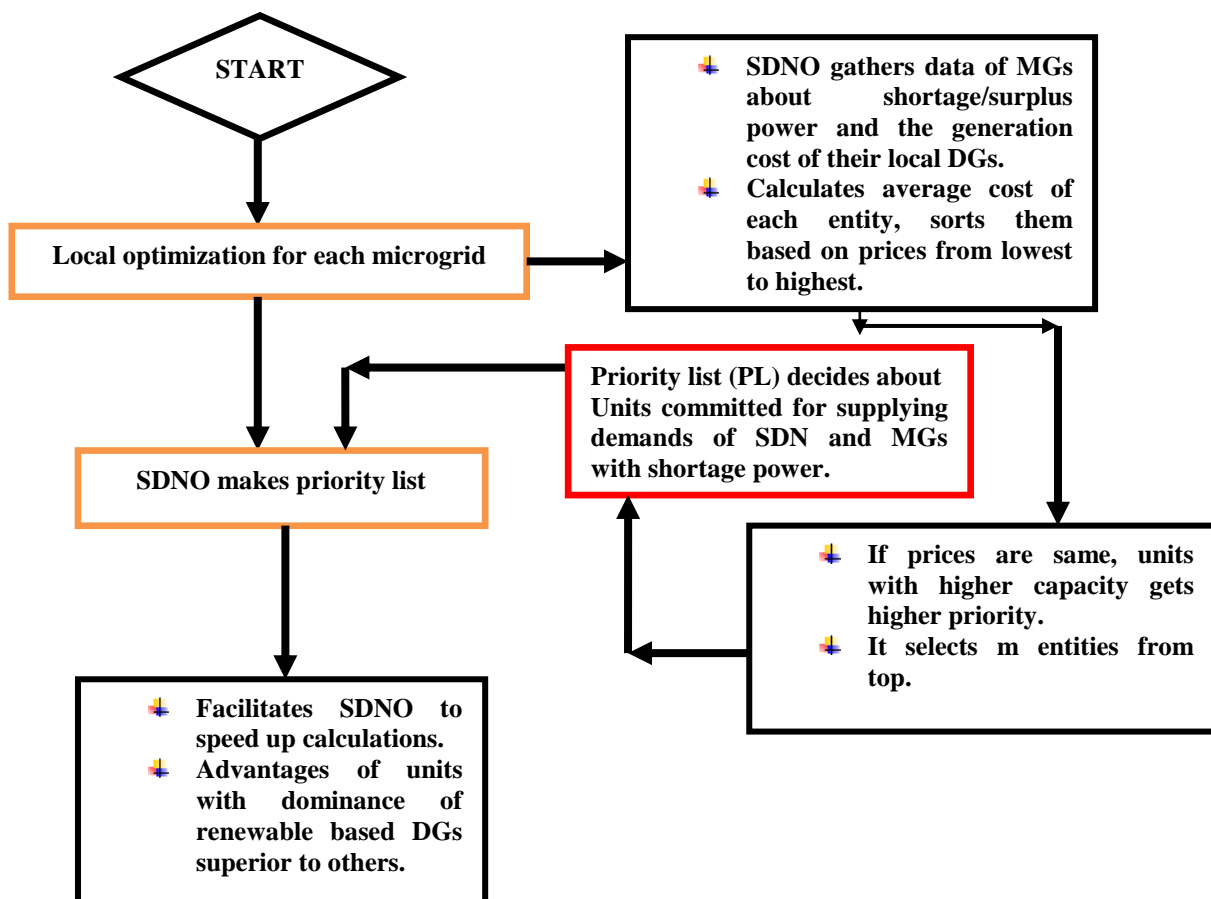 START
SDNO gathers data of MGs
about shortage/surplus
power and the generation
cost of their local DGs.
Calculates average cost of
each entity, sorts them
based on prices from lowest
to highest.
Local optimization for each microgrid
Priority list (PL) decides about
Units committed for supplying
demands of SDN and MGs
with shortage power.
SDNO makes priority list
If prices are same, units
with higher capacity gets
higher priority.
It selects m entities from
top.
Facilitates SDNO to
speed up calculations.
Advantages of units
with dominance of
renewable based DGs
superior to others.